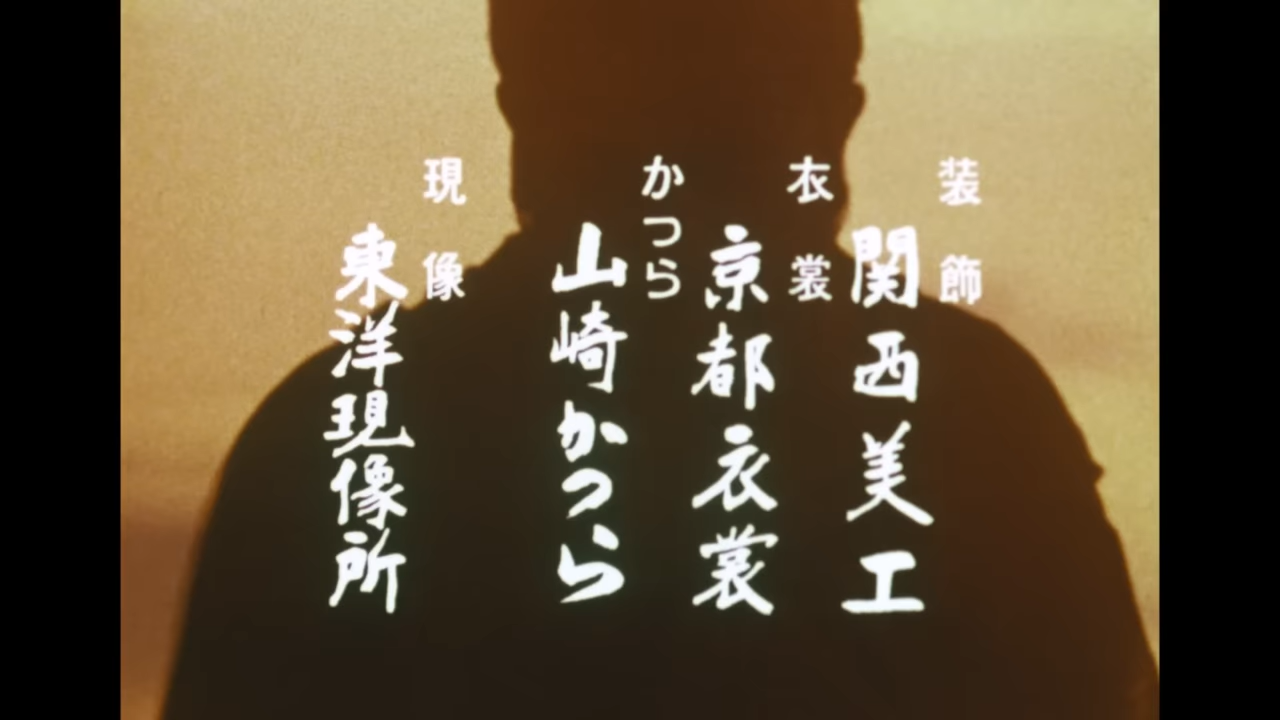 装飾
関西美工
衣裳
京都衣裳
かつら
山崎かつら
現像
東洋現像所